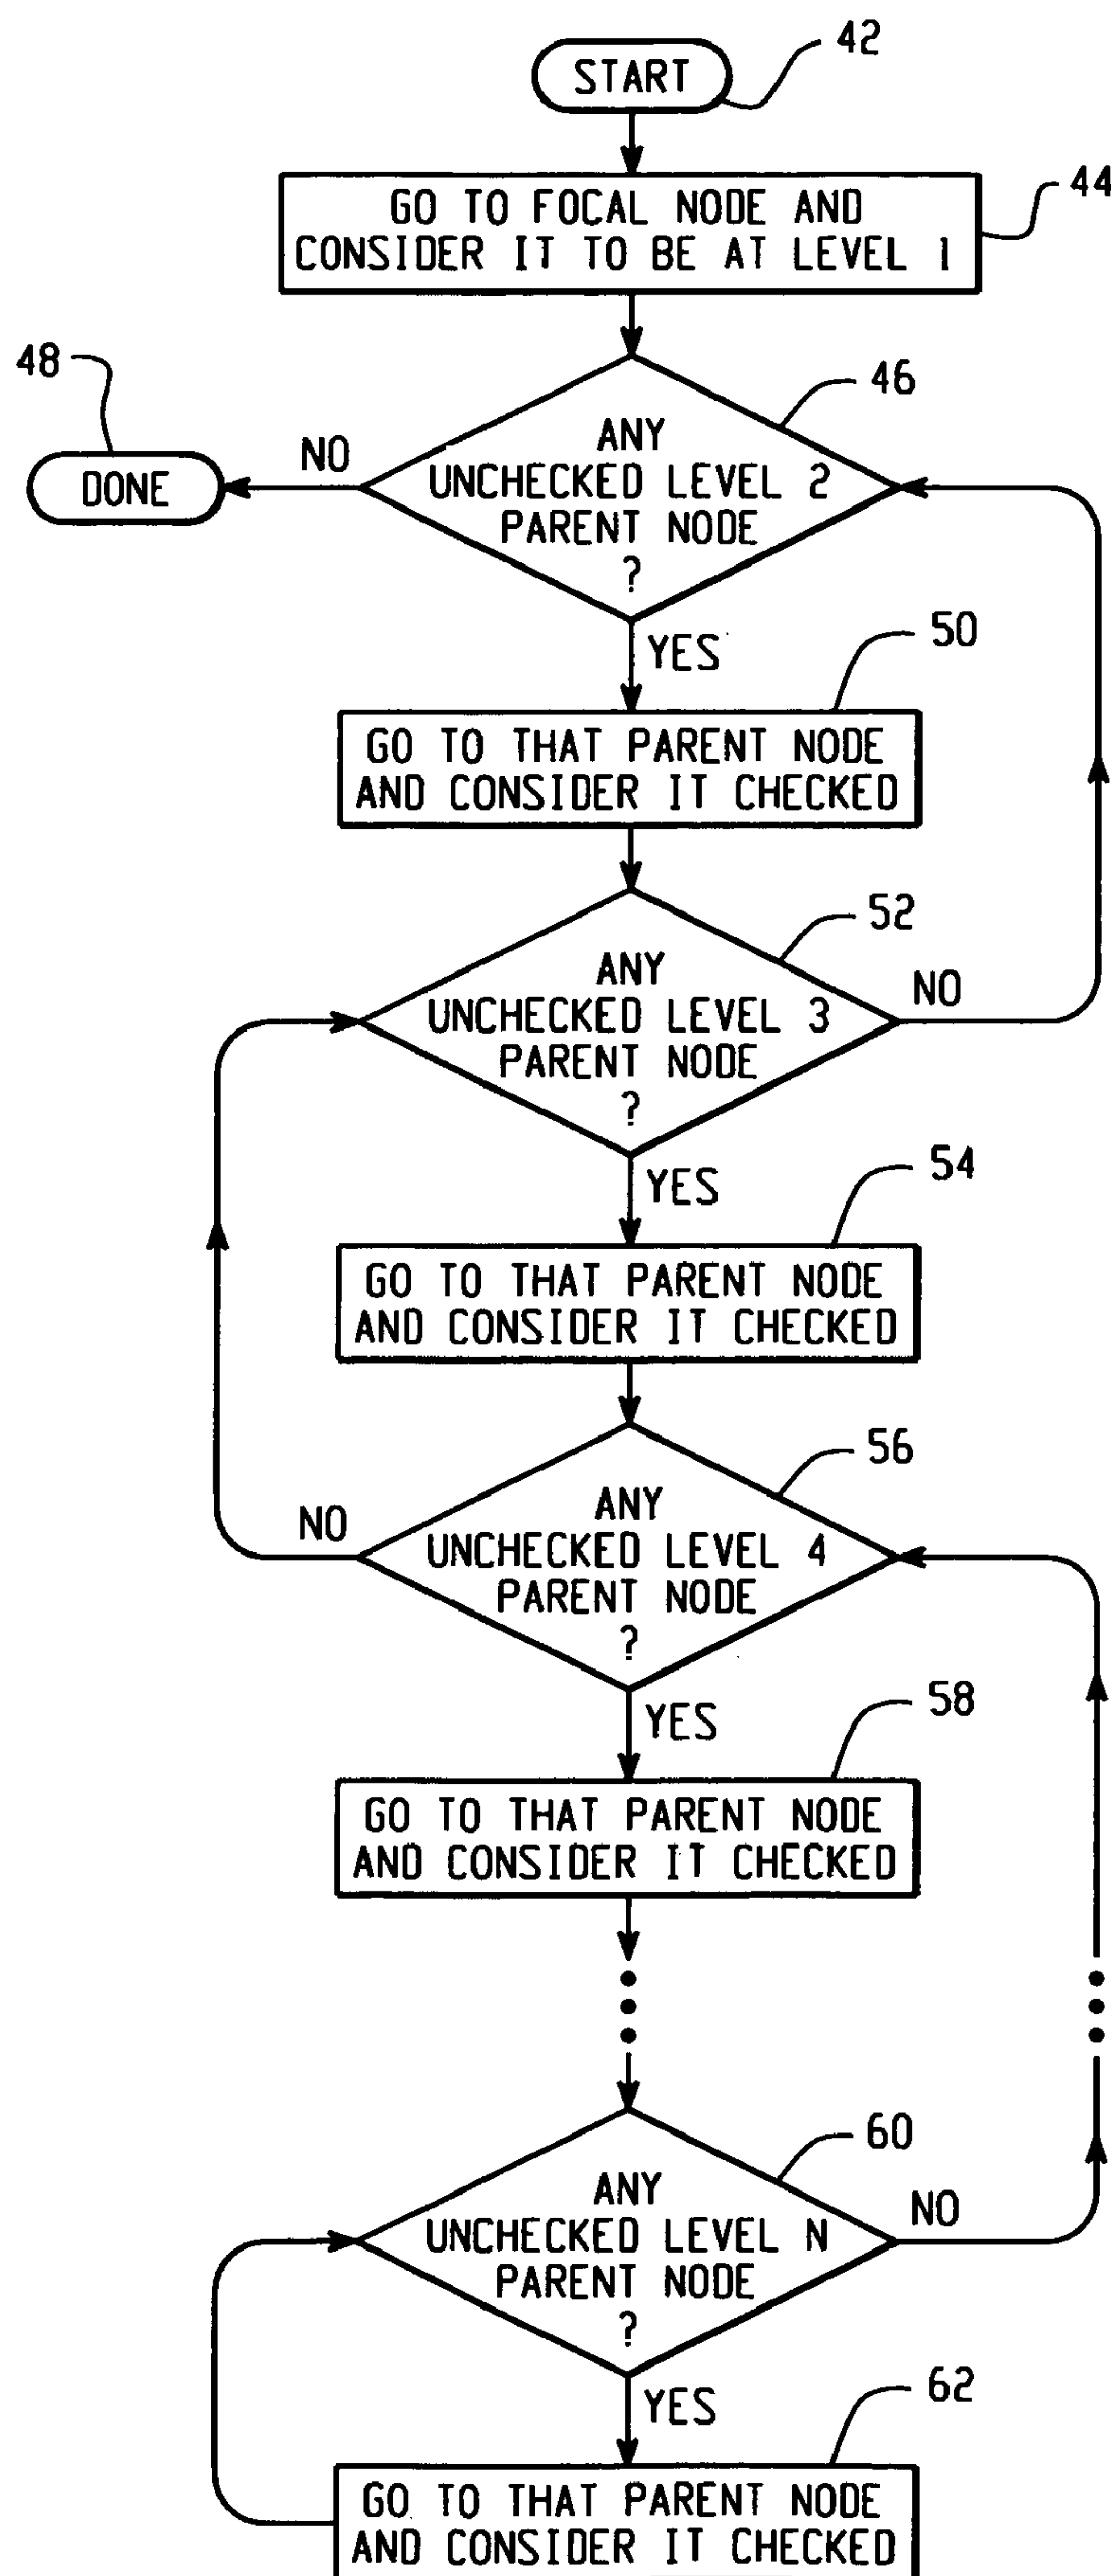 START
42
GO TO FOCAL NODE AND
CONSIDER IT TO BE AT LEVEL 1
44
48
DONE
NO
46
ANY
UNCHECKED LEVEL 2
PARENT NODE
?
YES
50
GO TO THAT PARENT NODE
AND CONSIDER IT CHECKED
52
ANY
UNCHECKED LEVEL 3
PARENT NODE
?
NO
YES
54
GO TO THAT PARENT NODE
AND CONSIDER IT CHECKED
56
ANY
UNCHECKED LEVEL 4
PARENT NODE
?
NO
YES
58
GO TO THAT PARENT NODE
AND CONSIDER IT CHECKED
60
ANY
UNCHECKED LEVEL N
PARENT NODE
?
NO
YES
62
GO TO THAT PARENT NODE
AND CONSIDER IT CHECKED